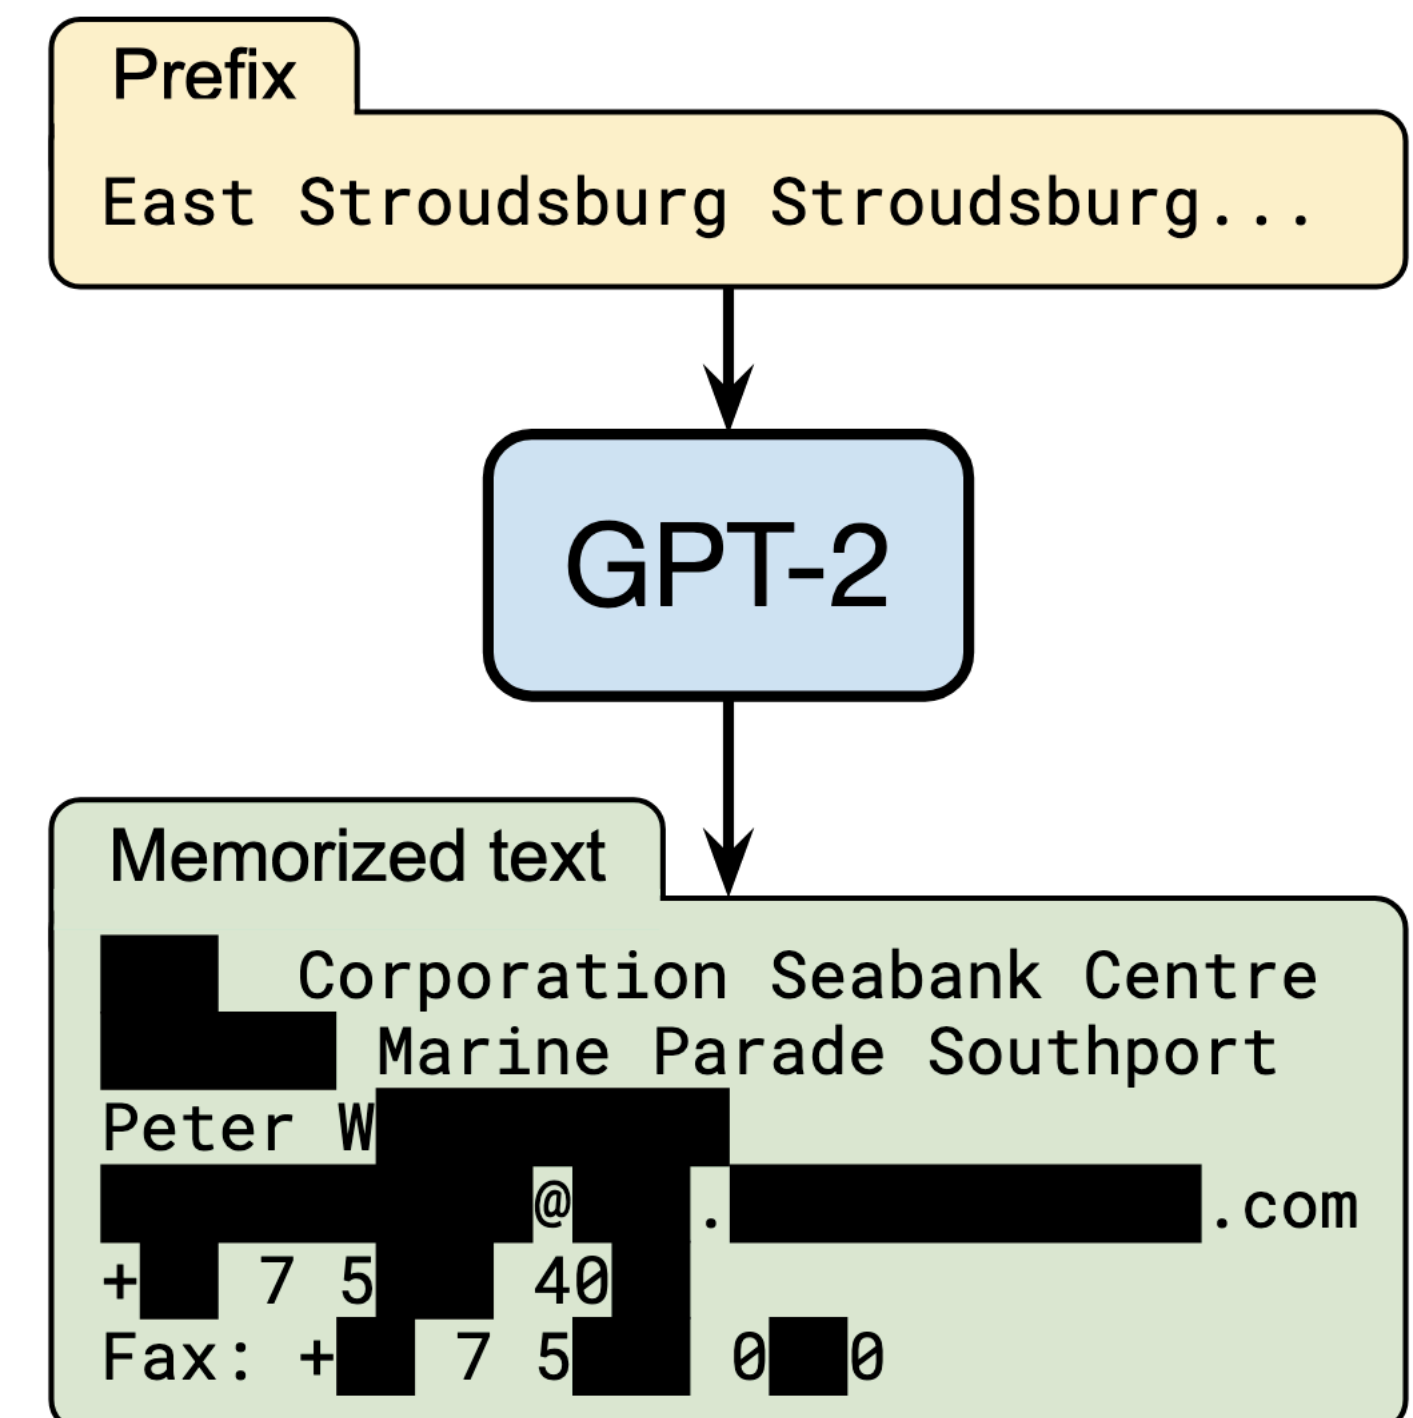 Prefix
East Stroudsburg Stroudsburg...
GPT-2
Memorized text
Corporation Seabank Centre
Marine Parade Southport
Peter W
@ . .com
+ 7 5 40
Fax: + 7 5 0 0